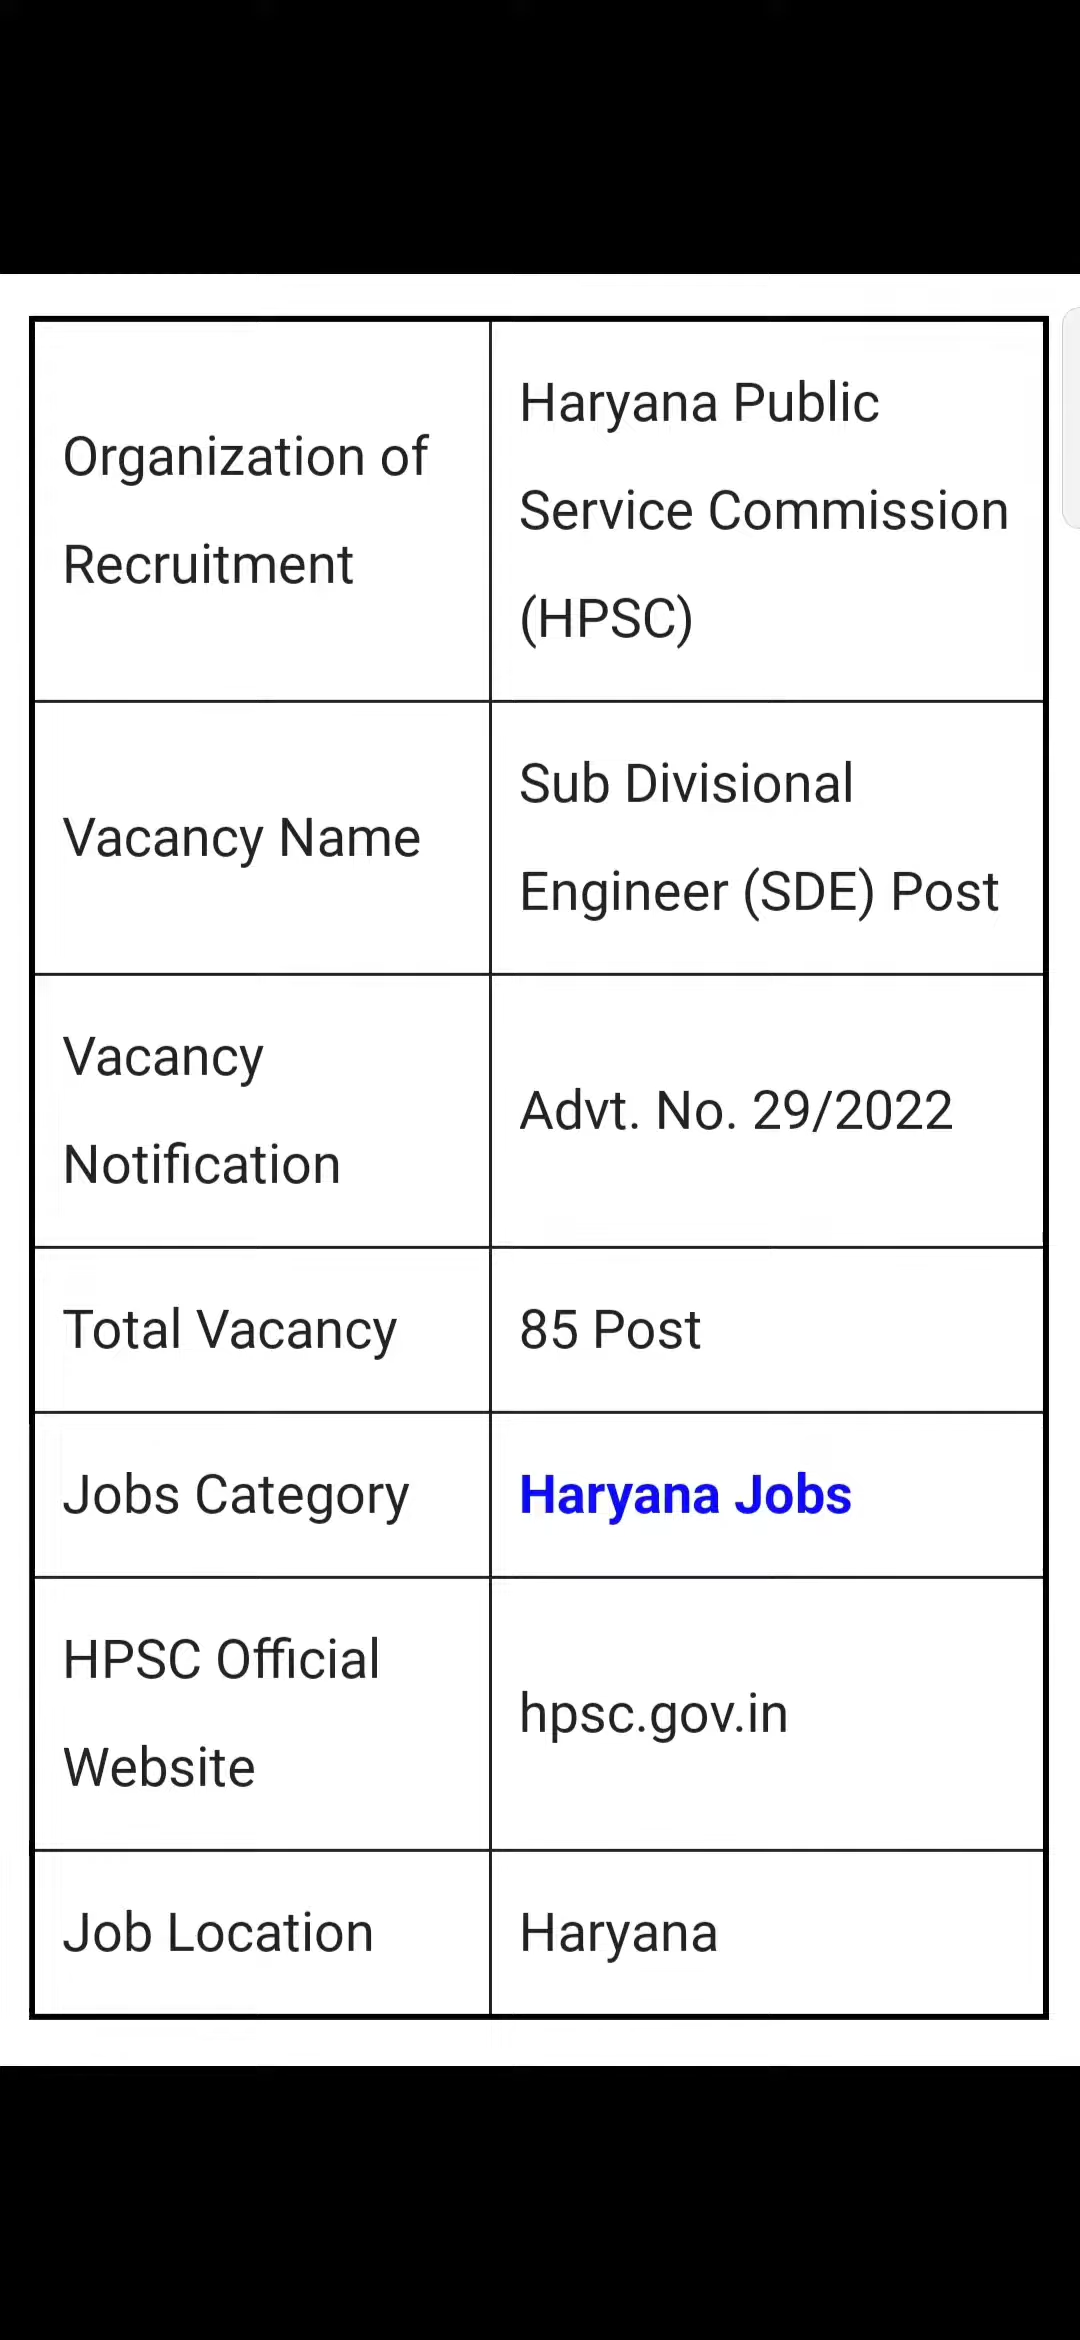 Organization of
Recruitment
Haryana Public
Service Commission
(HPSC)
Vacancy Name
Sub Divisional
Engineer (SDE) Post
Vacancy
Notification
Advt. No. 29/2022
Total Vacancy
85 Post
Jobs Category
Haryana Jobs
HPSC Official
Website
hpsc.gov.in
Job Location
Haryana